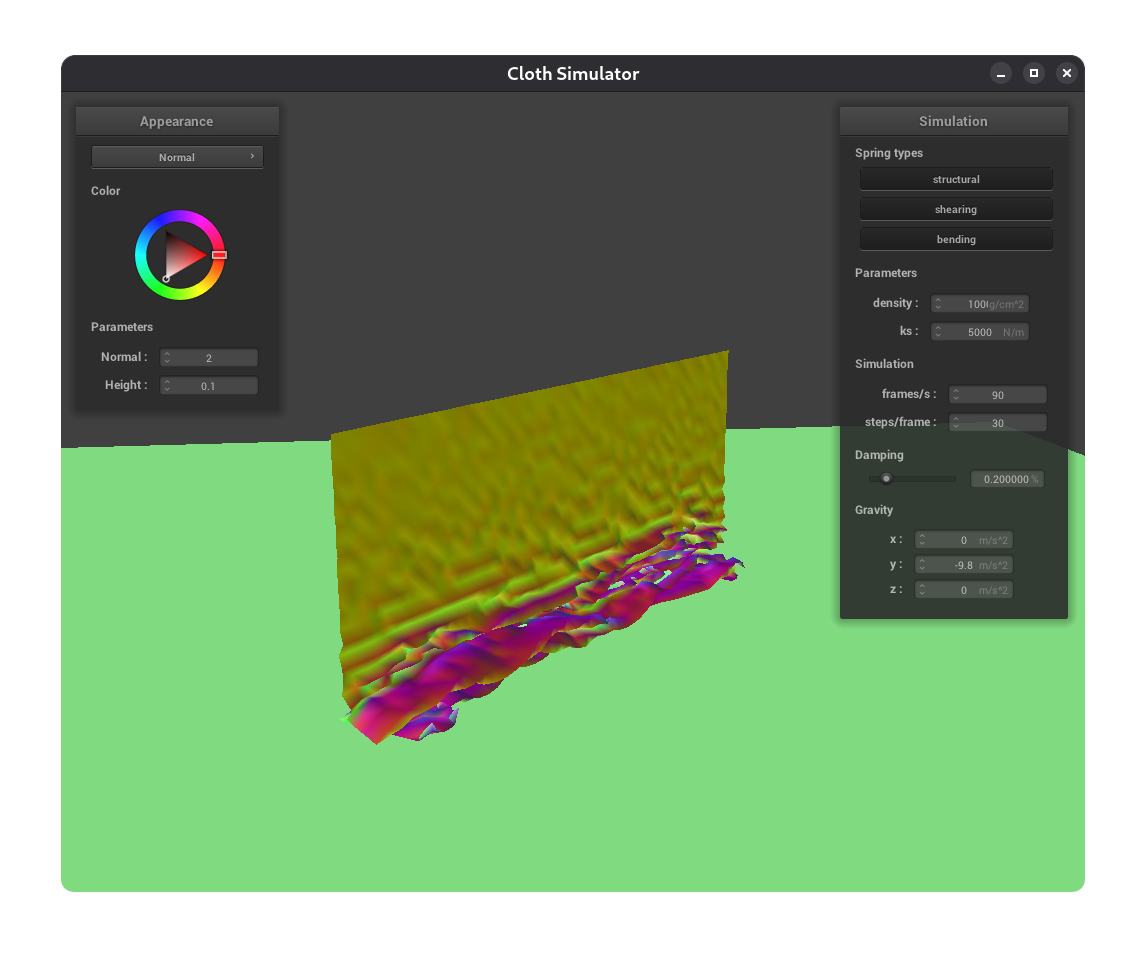 Cloth Simulator
Appearance
Normal
Color
Parameters
Normal : 2
Height : 0.1
Simulation
Spring types
structural
shearing
bending
Parameters
density : 100 g/cm^2
ks : 5000 N/m
Simulation
frames/s : 90
steps/frame : 30
Damping
0.200000 %
Gravity
x : 0 m/s^2
y : -9.8 m/s^2
z : 0 m/s^2